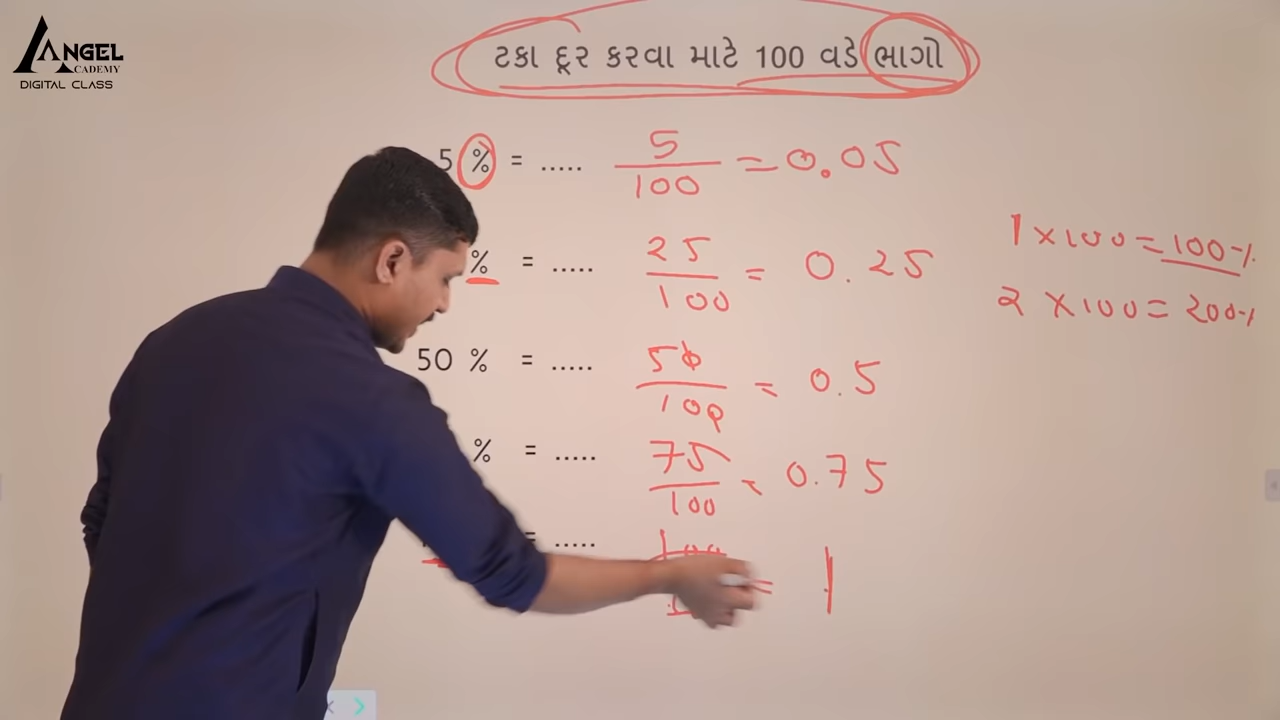 ANGEL
ACADEMY
DIGITAL CLASS
ટકા દૂર કરવા માટે 100 વડે ભાગો
5 % = ..... 5/100 = 0.05
% = ..... 25/100 = 0.25
50 % = ..... 50/100 = 0.5
% = ..... 75/100 = 0.75
= ..... 100 = 1
1 × 100 = 100%
2 × 100 = 200%